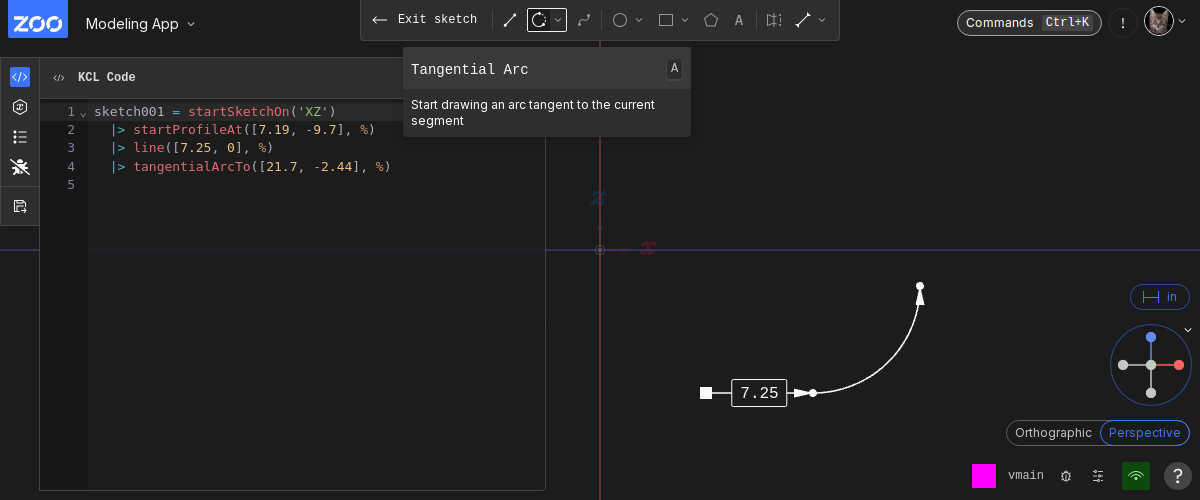 ZOO
Modeling App
Exit sketch
A
Commands Ctrl+K
!
Tangential Arc A
Start drawing an arc tangent to the current
segment
KCL Code
1 sketch001 = startSketchOn('XZ')
2 |> startProfileAt([7.19, -9.7], %)
3 |> line([7.25, 0], %)
4 |> tangentialArcTo([21.7, -2.44], %)
5
z
x
in
7.25
Orthographic Perspective
vmain
?